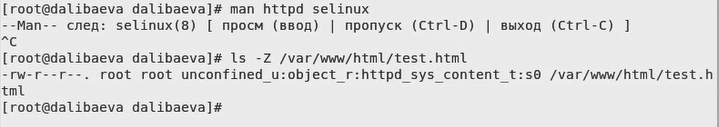 [root@dalibaeva dalibaeva]# man httpd selinux
--Man-- след: selinux(8) [ просм (ввод) | пропуск (Ctrl-D) | выход (Ctrl-C) ]
^C
[root@dalibaeva dalibaeva]# ls -Z /var/www/html/test.html
-rw-r--r--. root root unconfined_u:object_r:httpd_sys_content_t:s0 /var/www/html/test.h
tml
[root@dalibaeva dalibaeva]#